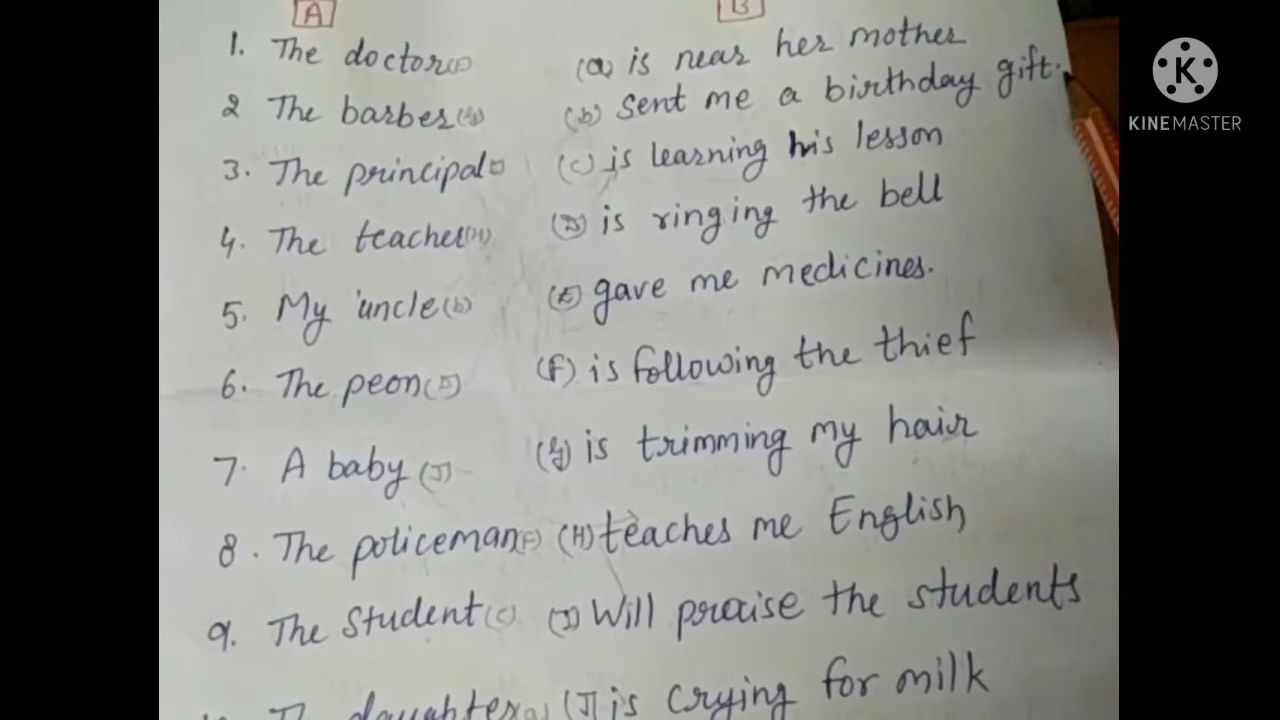 A B
1. The doctor (a) is near her mother
2 The barber (g) (b) sent me a birthday gift.
3. The principal (c) is learning his lesson
4. The teacher (H) (D) is ringing the bell
5. My uncle (b) (E) gave me medicines.
6. The peon (D) (F) is following the thief
7. A baby (J) (g) is trimming my hair
8. The policeman (F) (H) teaches me English
9. The Student (c) (I) Will praise the students
daughter (J) is crying for milk
KINEMASTER